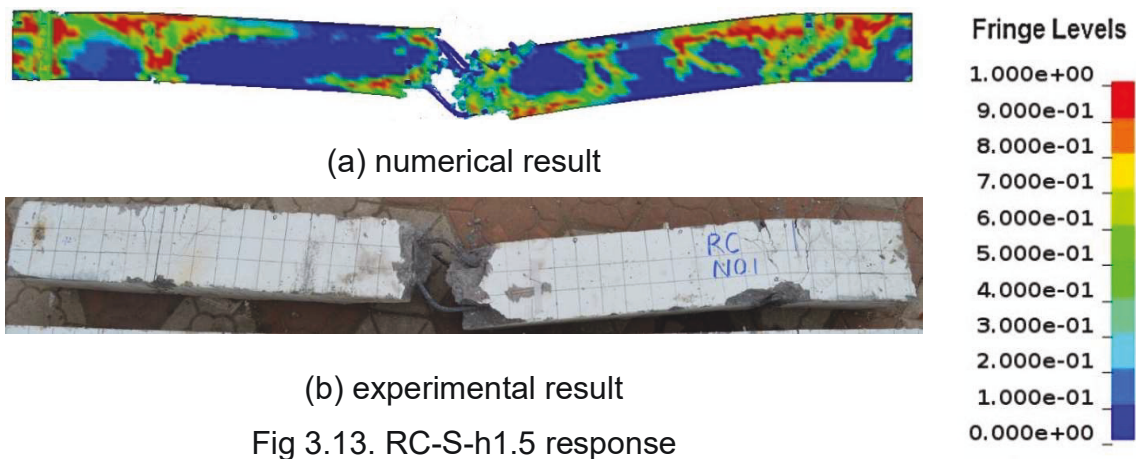 Fringe Levels
1.000e+00
9.000e-01
8.000e-01
7.000e-01
6.000e-01
5.000e-01
4.000e-01
3.000e-01
2.000e-01
1.000e-01
0.000e+00
(a) numerical result
RC
NO1
(b) experimental result
Fig 3.13. RC-S-h1.5 response